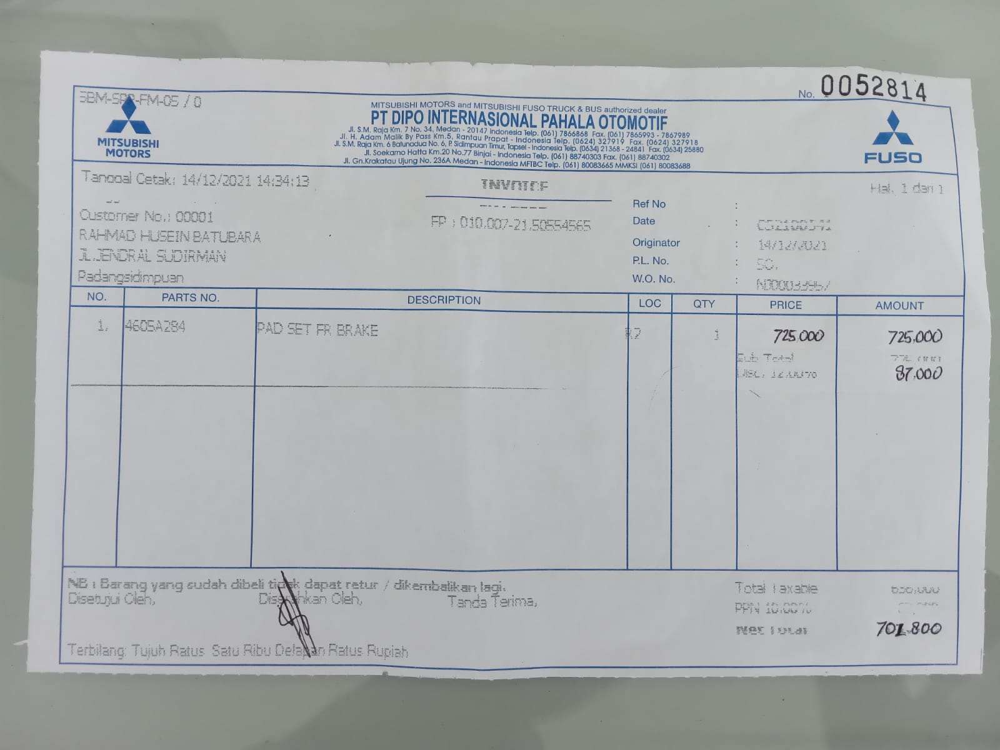 No. 0052814
SBM-SPP-FM-05 / 0
MITSUBISHI MOTORS
MITSUBISHI MOTORS and MITSUBISHI FUSO TRUCK & BUS authorized dealer
PT DIPO INTERNASIONAL PAHALA OTOMOTIF
Jl. S.M. Raja Km. 7 No. 34, Medan - 20147 Indonesia Telp. (061) 7866868 Fax. (061) 7865993 - 7867989
Jl. H. Adam Malik By Pass Km.5, Rantau Prapat - Indonesia Telp. (0624) 327919 Fax. (0624) 327918
Jl. S.M. Raja Km. 6 Batunadua No. 6, P. Sidimpuan Timur, Tapsel - Indonesia Telp. (0634) 21368 - 24841 Fax. (0634) 25880
Jl. Soekarno Hatta Km.20 No.77 Binjai - Indonesia Telp. (061) 88740303 Fax. (061) 88740302
Jl. Gn.Krakatau Ujung No. 236A Medan - Indonesia MFTBC Telp. (061) 80083665 MMKSI (061) 80083688
FUSO
Tanggal Cetak: 14/12/2021 14:34:13
INVOICE
Hal. 1 dari 1
Customer No.: 00001
RAHMAD HUSEIN BATUBARA
JL.JENDRAL SUDIRMAN
Padangsidimpuan
FP : 010.007-21.50554565
Ref No :
Date :
Originator : 14/12/2021
P.L. No. : SO.
W.O. No. :
NO. PARTS NO. DESCRIPTION LOC QTY PRICE AMOUNT
1. 4605A284 PAD SET FR BRAKE R2 1 725.000 725.000
Sub Total
Disc. 12.00% 87.000
NB : Barang yang sudah dibeli tidak dapat retur / dikembalikan lagi.
Disetujui Oleh, Diserahkan Oleh, Tanda Terima,
Total Taxable 638,000
PPN 10.00%
Net Total 701.800
Terbilang: Tujuh Ratus Satu Ribu Delapan Ratus Rupiah